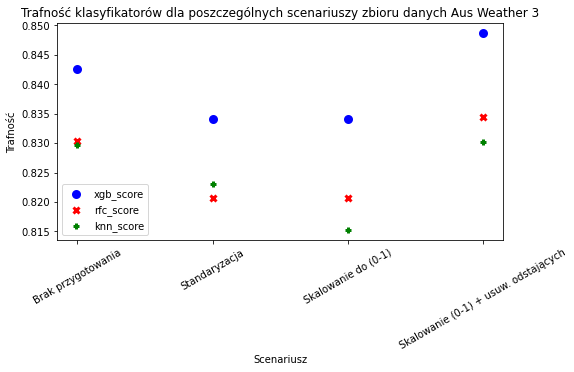 Trafność klasyfikatorów dla poszczególnych scenariuszy zbioru danych Aus Weather 3
0.850
0.845
0.840
0.835
0.830
0.825
0.820
0.815
Trafność
xgb_score
rfc_score
knn_score
Brak przygotowania
Standaryzacja
Skalowanie do (0-1)
Skalowanie (0-1) + usuw. odstających
Scenariusz